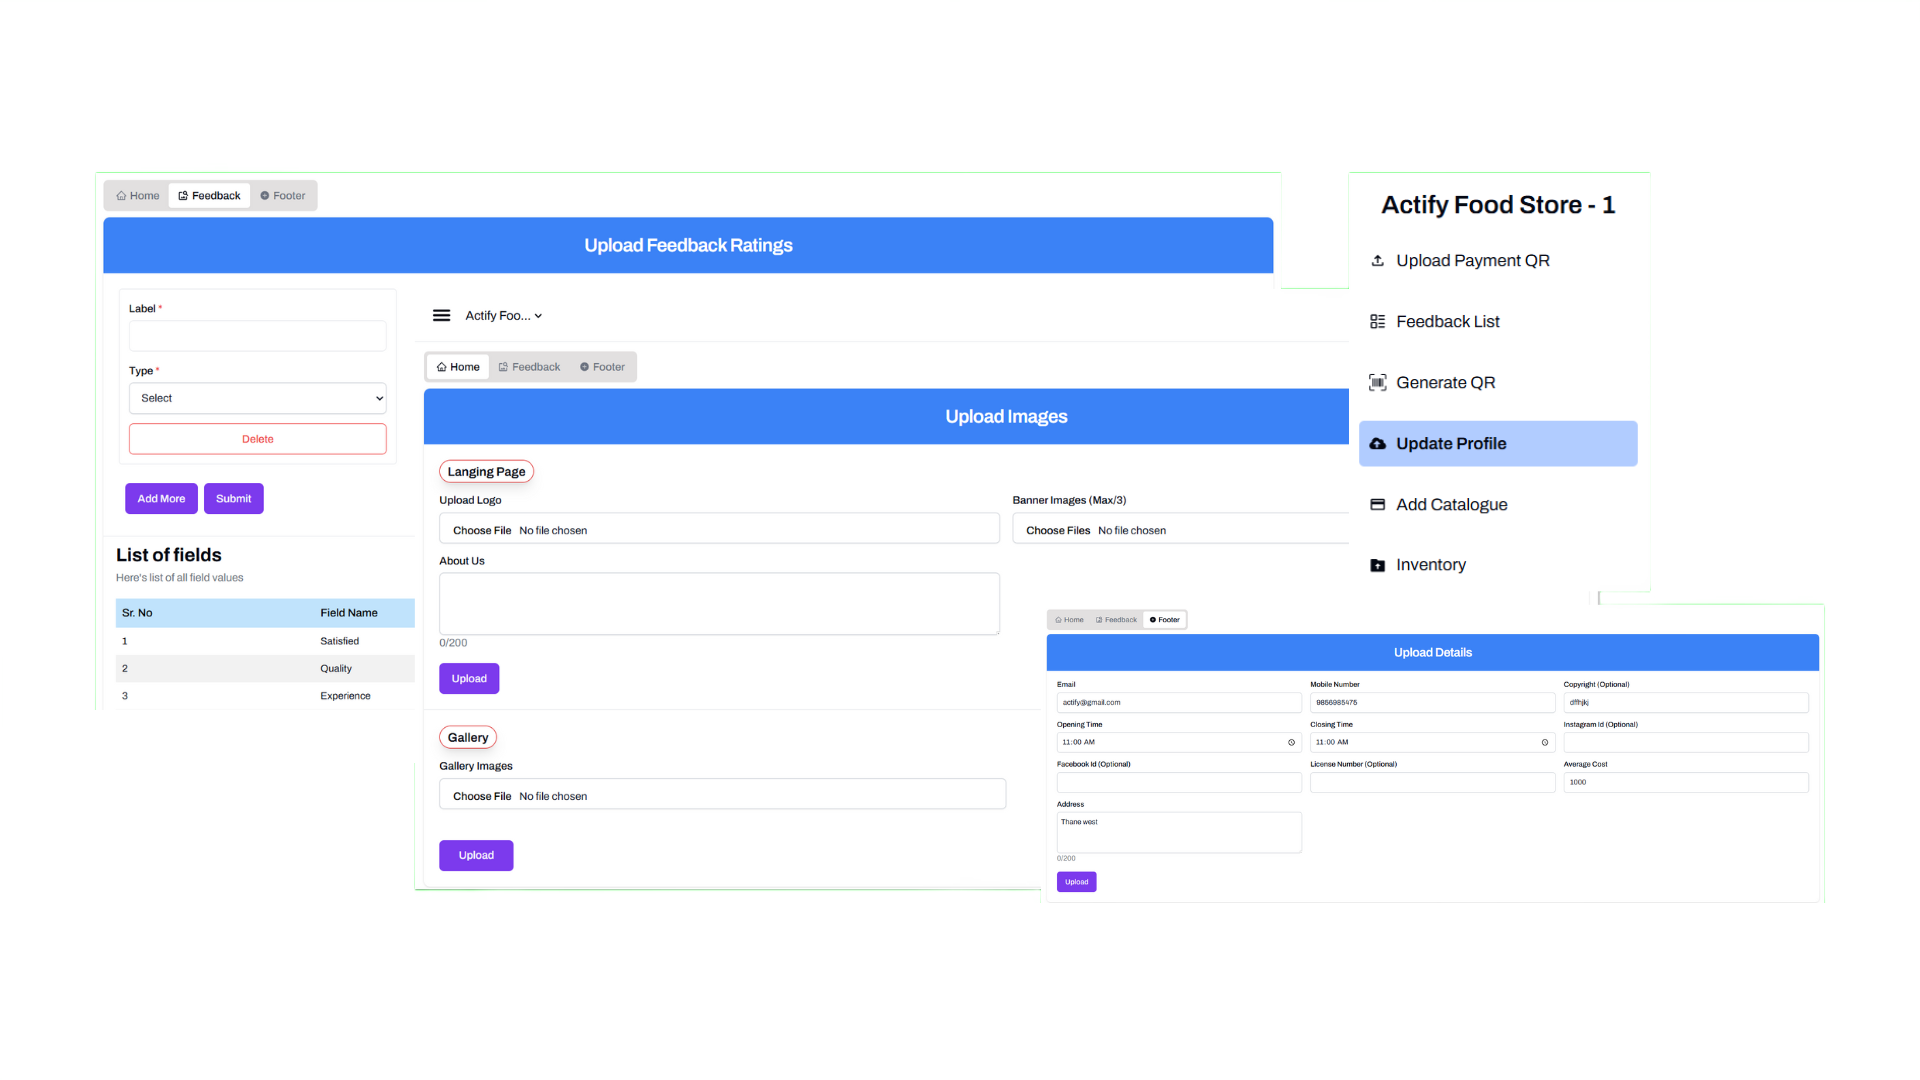 Home Feedback Footer
Upload Feedback Ratings
Label *
Type *
Select
Delete
Add More Submit
List of fields
Here's list of all field values
Sr. No Field Name
1 Satisfied
2 Quality
3 Experience
Actify Foo...
Home Feedback Footer
Upload Images
Langing Page
Upload Logo Banner Images (Max/3)
Choose File No file chosen Choose Files No file chosen
About Us
0/200
Upload
Gallery
Gallery Images
Choose File No file chosen
Upload
Actify Food Store - 1
Upload Payment QR
Feedback List
Generate QR
Update Profile
Add Catalogue
Inventory
Home Feedback Footer
Upload Details
Email Mobile Number Copyright (Optional)
actify@gmail.com 9856985475 dffhjkj
Opening Time Closing Time Instagram Id (Optional)
11:00 AM 11:00 AM
Facebook Id (Optional) License Number (Optional) Average Cost
1000
Address
Thane west
0/200
Upload